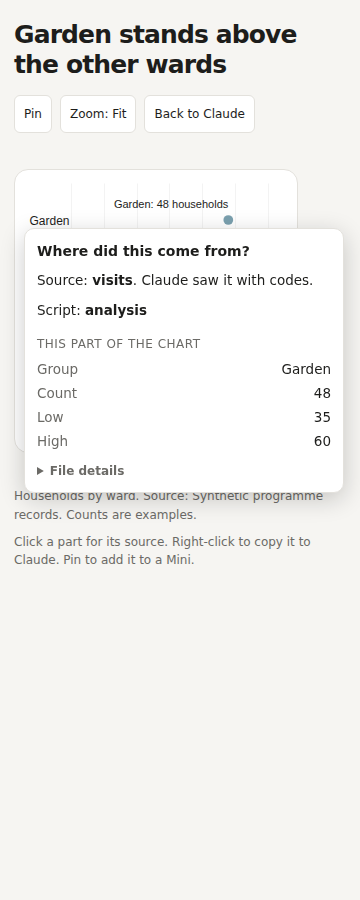 Garden stands above
the other wards
Pin
Zoom: Fit
Back to Claude
Garden: 48 households
Garden
Where did this come from?
Source: visits. Claude saw it with codes.
Script: analysis
THIS PART OF THE CHART
Group Garden
Count 48
Low 35
High 60
File details
Households by ward. Source: Synthetic programme
records. Counts are examples.
Click a part for its source. Right-click to copy it to
Claude. Pin to add it to a Mini.